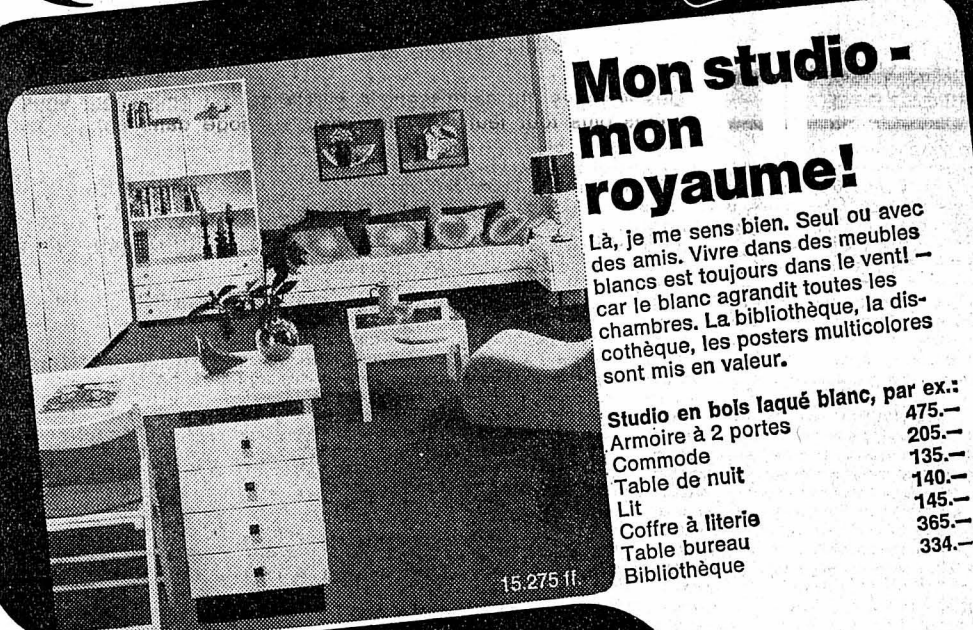 Mon studio -
mon
royaume!
Là, je me sens bien. Seul ou avec
des amis. Vivre dans des meubles
blancs est toujours dans le vent! —
car le blanc agrandit toutes les
chambres. La bibliothèque, la dis-
cothèque, les posters multicolores
sont mis en valeur.
Studio en bois laqué blanc, par ex.:
Armoire à 2 portes 475.—
Commode 205.—
Table de nuit 135.—
Lit 140.—
Coffre à literie 145.—
Table bureau 365.—
Bibliothèque 334.—
15.275 ff.